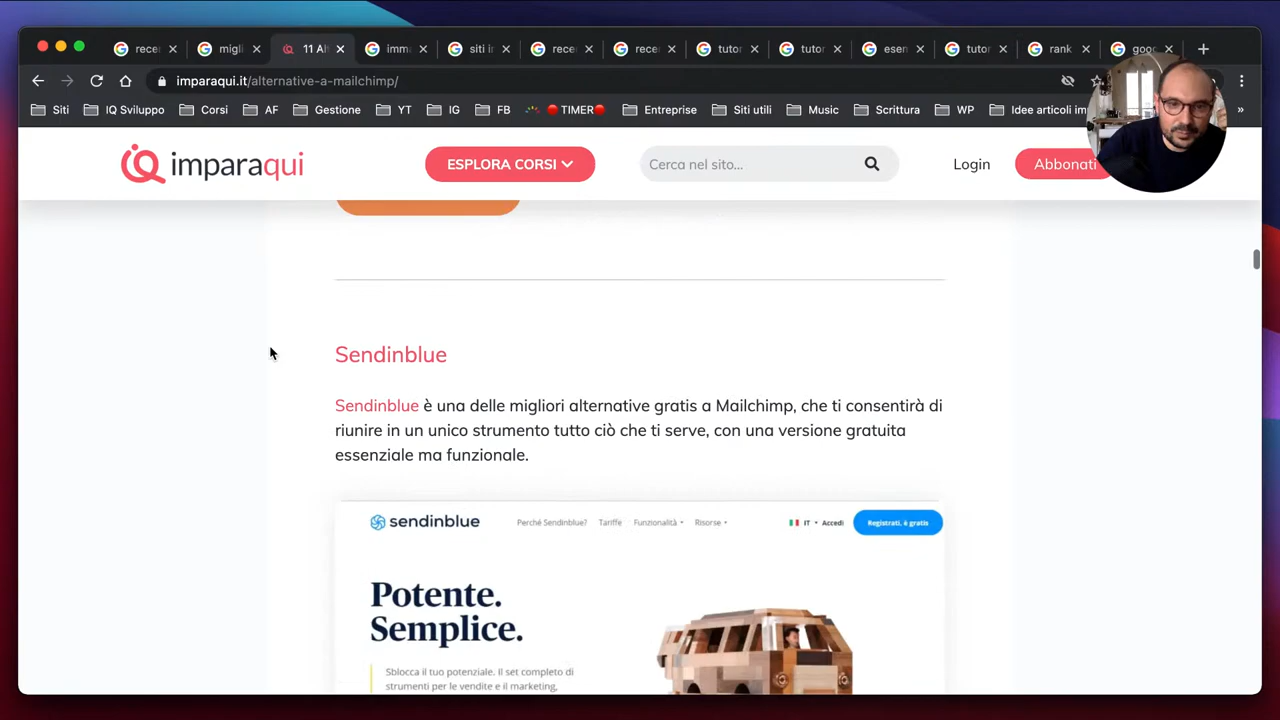 rece
migli
11 Al
imma
siti in
rece
rece
tutor
tutor
esen
tutor
rank
goog
imparaqui.it/alternative-a-mailchimp/
Siti
IQ Sviluppo
Corsi
AF
Gestione
YT
IG
FB
TIMER
Entreprise
Siti utili
Music
Scrittura
WP
Idee articoli im
»
imparaqui
ESPLORA CORSI
Cerca nel sito...
Login
Abbonati
Sendinblue
Sendinblue è una delle migliori alternative gratis a Mailchimp, che ti consentirà di
riunire in un unico strumento tutto ciò che ti serve, con una versione gratuita
essenziale ma funzionale.
sendinblue
Perché Sendinblue?
Tariffe
Funzionalità
Risorse
IT
Accedi
Registrati, è gratis
Potente.
Semplice.
Sblocca il tuo potenziale. Il set completo di
strumenti per le vendite e il marketing,